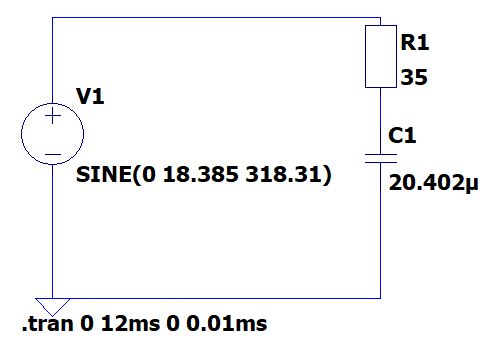 R1
35
V1
C1
SINE(0 18.385 318.31)
20.402µ
.tran 0 12ms 0 0.01ms